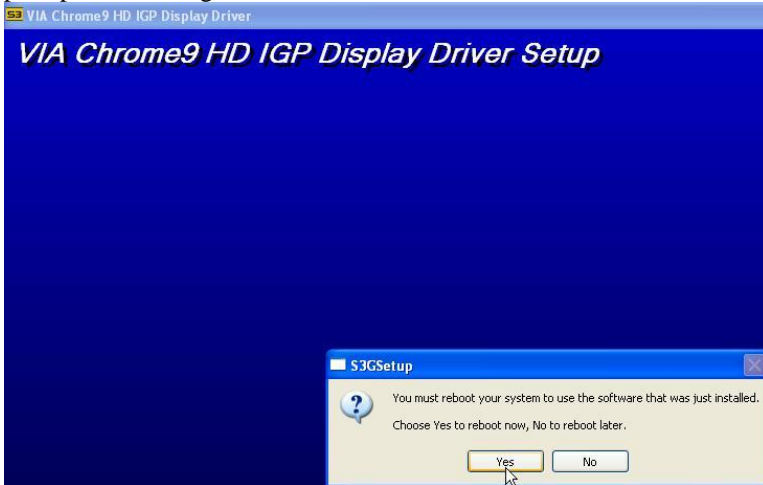 S3 VIA Chrome9 HD IGP Display Driver
VIA Chrome9 HD IGP Display Driver Setup
S3GSetup
You must reboot your system to use the software that was just installed.
Choose Yes to reboot now, No to reboot later.
Yes No